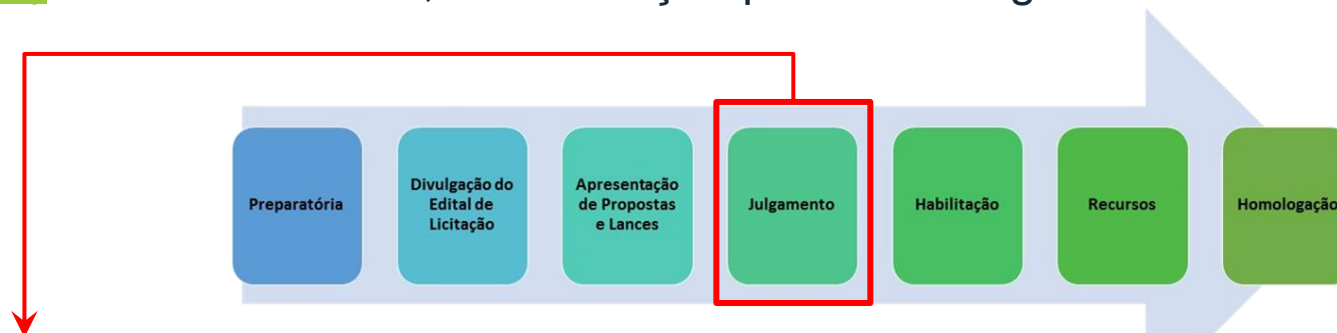 Preparatória
Divulgação do
Edital de
Licitação
Apresentação
de Propostas
e Lances
Julgamento
Habilitação
Recursos
Homologação